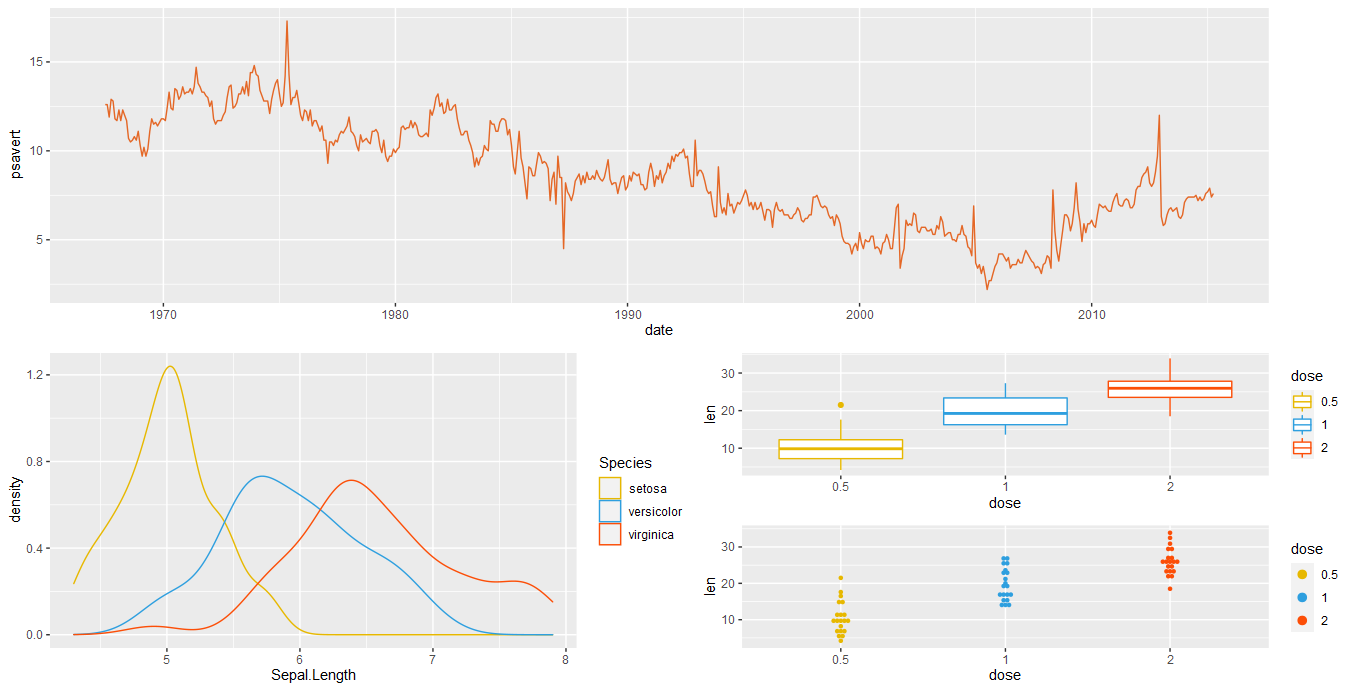 psavert
15
10
5
1970
1980
1990
2000
2010
date
density
1.2
0.8
0.4
0.0
5
6
7
8
Sepal.Length
Species
setosa
versicolor
virginica
len
30
20
10
0.5
1
2
dose
dose
0.5
1
2
len
30
20
10
0.5
1
2
dose
dose
0.5
1
2